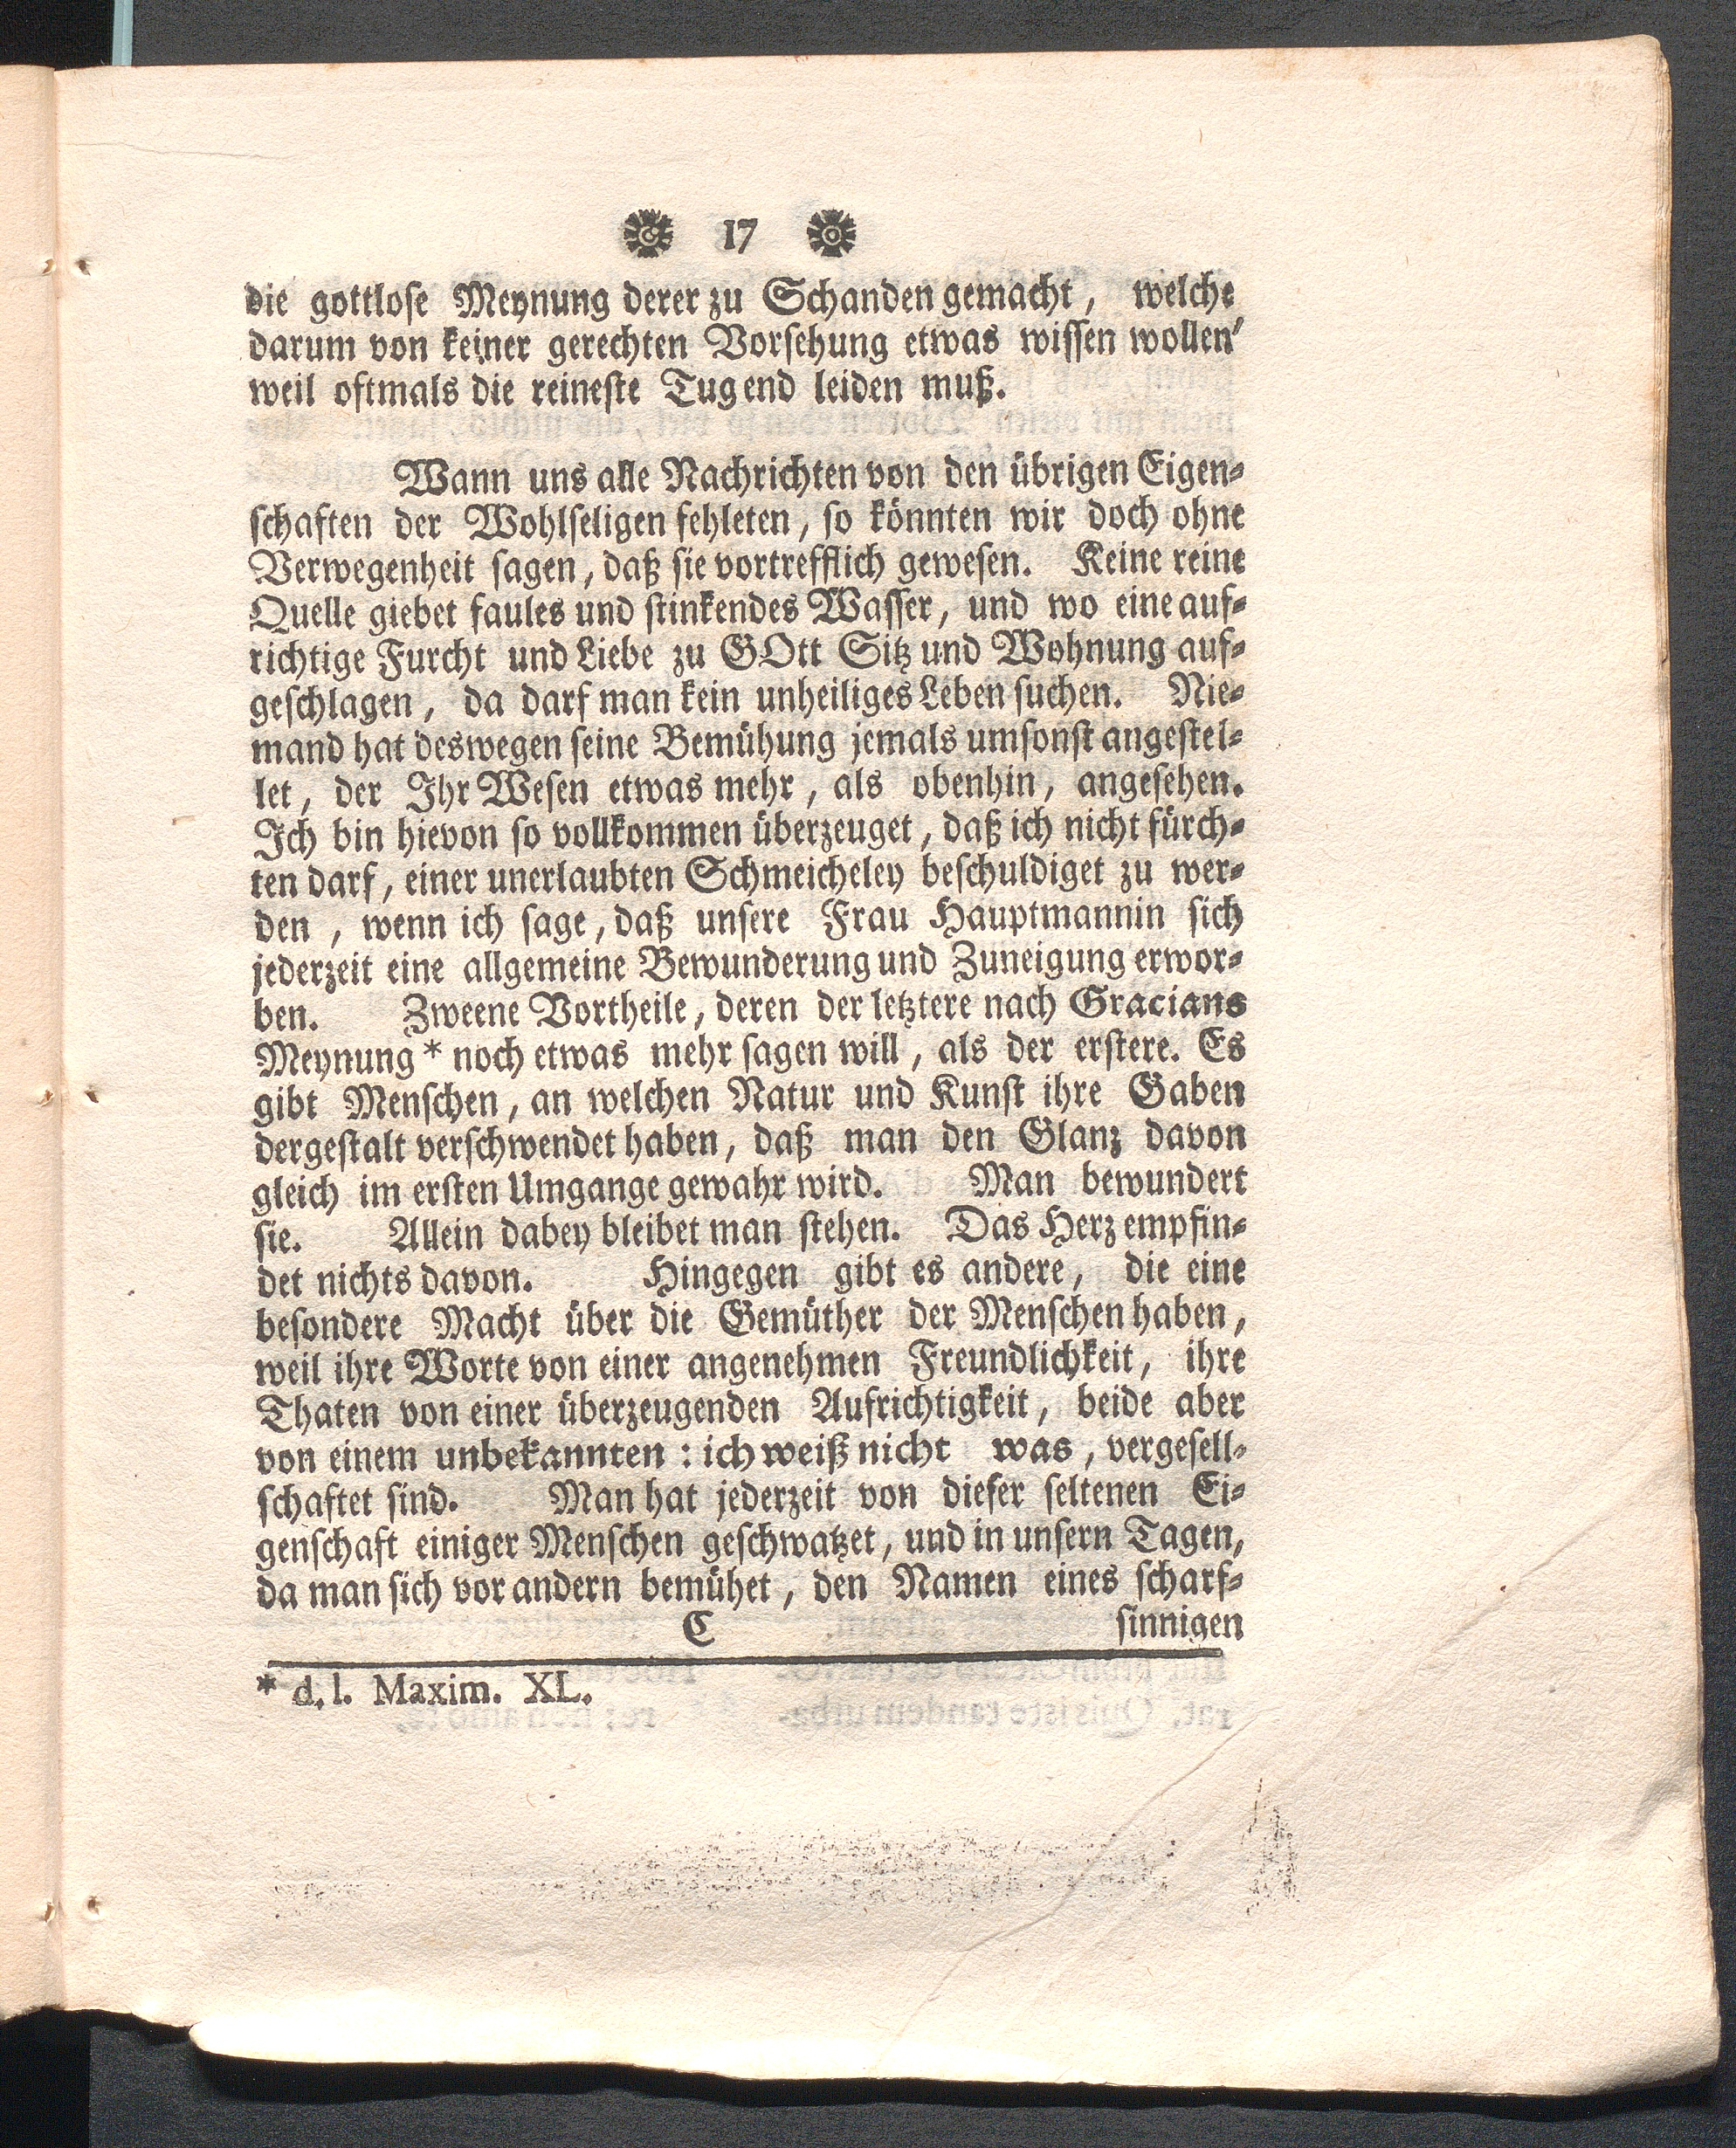 17
die gottlose Meynung derer zu Schanden gemacht, welche
darum von keiner gerechten Vorsehung etwas wissen wollen'
weil oftmals die reineste Tugend leiden muß.
Wann uns alle Nachrichten von den übrigen Eigen-
schaften der Wohlseligen fehleten, so könnten wir doch ohne
Verwegenheit sagen, daß sie vortrefflich gewesen. Keine reine
Quelle giebet faules und stinkendes Wasser, und wo eine auf-
richtige Furcht und Liebe zu GOtt Sitz und Wohnung auf-
geschlagen, da darf man kein unheiliges Leben suchen. Nie-
mand hat deswegen seine Bemühung jemals umsonst angestel-
let, der Ihr Wesen etwas mehr, als obenhin, angesehen.
Ich bin hievon so vollkommen überzeuget, daß ich nicht fürch-
ten darf, einer unerlaubten Schmeicheley beschuldiget zu wer-
den, wenn ich sage, daß unsere Frau Hauptmannin sich
jederzeit eine allgemeine Bewunderung und Zuneigung erwor-
ben. Zweene Vortheile, deren der letztere nach Gracians
Meynung * noch etwas mehr sagen will, als der erstere. Es
gibt Menschen, an welchen Natur und Kunst ihre Gaben
dergestalt verschwendet haben, daß man den Glanz davon
gleich im ersten Umgange gewahr wird. Man bewundert
sie. Allein dabey bleibet man stehen. Das Herz empfin-
det nichts davon. Hingegen gibt es andere, die eine
besondere Macht über die Gemüther der Menschen haben,
weil ihre Worte von einer angenehmen Freundlichkeit, ihre
Thaten von einer überzeugenden Aufrichtigkeit, beide aber
von einem unbekannten: ich weiß nicht was, vergesell-
schaftet sind. Man hat jederzeit von dieser seltenen Ei-
genschaft einiger Menschen geschwatzet, und in unsern Tagen,
da man sich vor andern bemühet, den Namen eines scharf-
C sinnigen
* d. l. Maxim. XL.